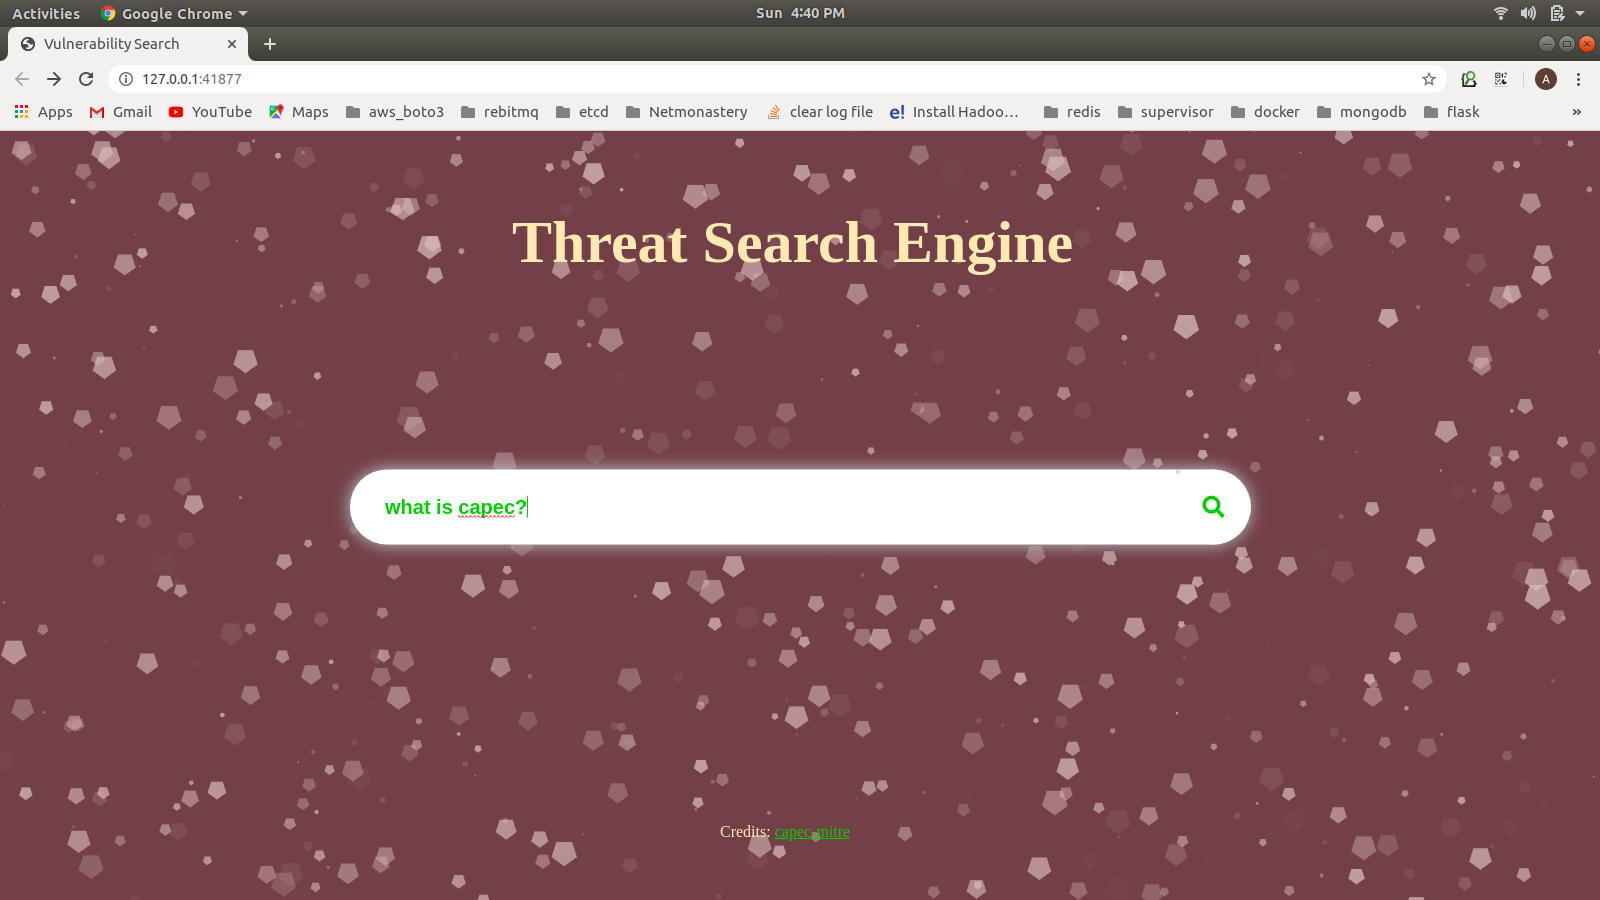 Activities Google Chrome Sun 4:40 PM
Vulnerability Search
127.0.0.1:41877 A
Apps Gmail YouTube Maps aws_boto3 rebitmq etcd Netmonastery clear log file e! Install Hadoo... redis supervisor docker mongodb flask »
Threat Search Engine
what is capec?
Credits: capec.mitre